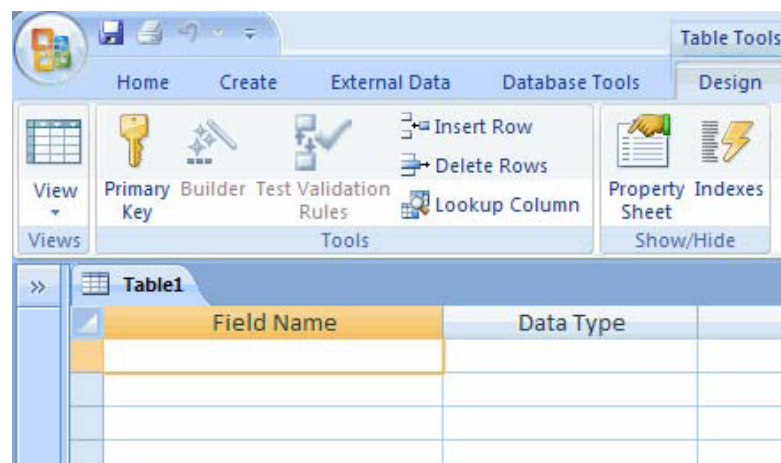 Table Tools
Home Create External Data Database Tools Design
View
Primary Key
Builder
Test Validation Rules
Insert Row
Delete Rows
Lookup Column
Property Sheet
Indexes
Views Tools Show/Hide
Table1
Field Name Data Type